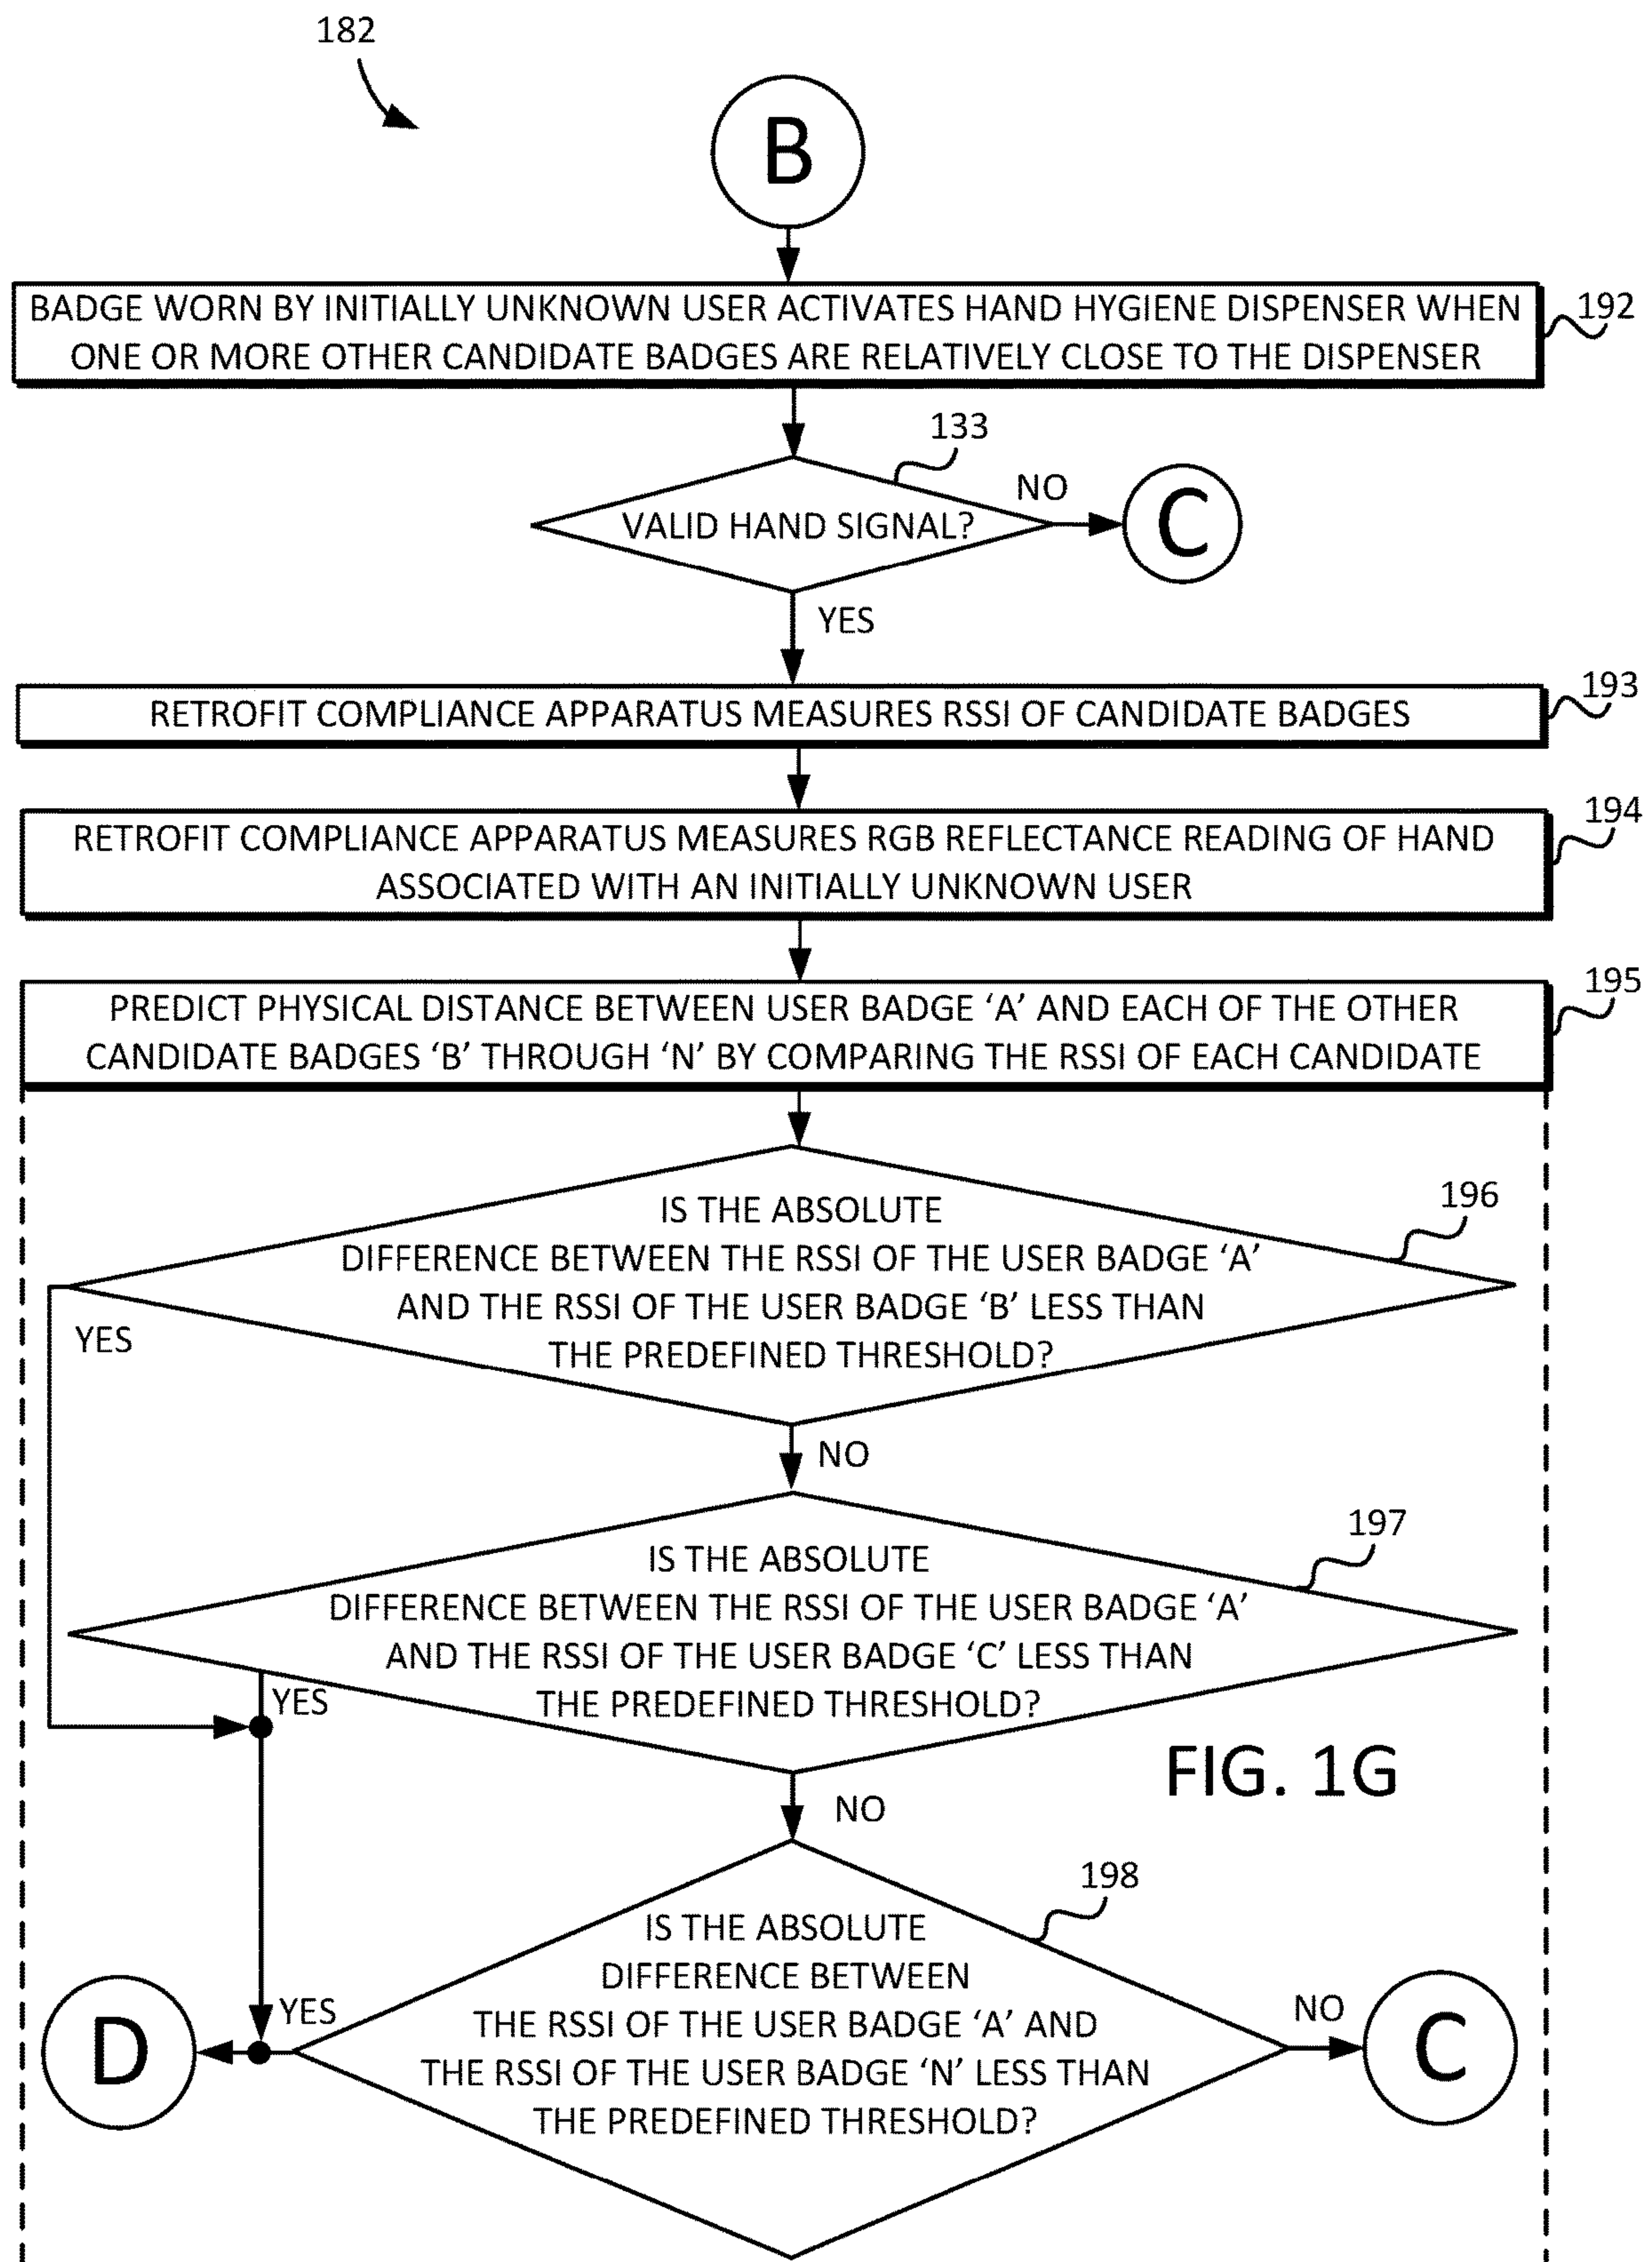 182
B
BADGE WORN BY INITIALLY UNKNOWN USER ACTIVATES HAND HYGIENE DISPENSER WHEN
ONE OR MORE OTHER CANDIDATE BADGES ARE RELATIVELY CLOSE TO THE DISPENSER
192
133
VALID HAND SIGNAL?
NO
C
YES
RETROFIT COMPLIANCE APPARATUS MEASURES RSSI OF CANDIDATE BADGES
193
RETROFIT COMPLIANCE APPARATUS MEASURES RGB REFLECTANCE READING OF HAND
ASSOCIATED WITH AN INITIALLY UNKNOWN USER
194
PREDICT PHYSICAL DISTANCE BETWEEN USER BADGE ‘A’ AND EACH OF THE OTHER
CANDIDATE BADGES ‘B’ THROUGH ‘N’ BY COMPARING THE RSSI OF EACH CANDIDATE
195
196
IS THE ABSOLUTE
DIFFERENCE BETWEEN THE RSSI OF THE USER BADGE ‘A’
AND THE RSSI OF THE USER BADGE ‘B’ LESS THAN
THE PREDEFINED THRESHOLD?
YES
NO
197
IS THE ABSOLUTE
DIFFERENCE BETWEEN THE RSSI OF THE USER BADGE ‘A’
AND THE RSSI OF THE USER BADGE ‘C’ LESS THAN
THE PREDEFINED THRESHOLD?
YES
FIG. 1G
NO
198
IS THE ABSOLUTE
DIFFERENCE BETWEEN
THE RSSI OF THE USER BADGE ‘A’ AND
THE RSSI OF THE USER BADGE ‘N’ LESS THAN
THE PREDEFINED THRESHOLD?
YES
D
NO
C